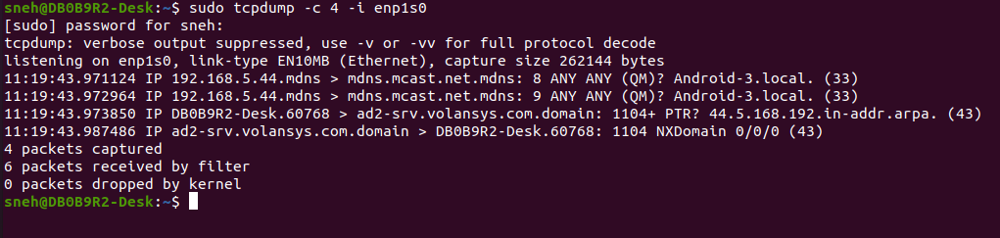 sneh@DB0B9R2-Desk:~$ sudo tcpdump -c 4 -i enp1s0
[sudo] password for sneh:
tcpdump: verbose output suppressed, use -v or -vv for full protocol decode
listening on enp1s0, link-type EN10MB (Ethernet), capture size 262144 bytes
11:19:43.971124 IP 192.168.5.44.mdns > mdns.mcast.net.mdns: 8 ANY ANY (QM)? Android-3.local. (33)
11:19:43.972964 IP 192.168.5.44.mdns > mdns.mcast.net.mdns: 9 ANY ANY (QM)? Android-3.local. (33)
11:19:43.973850 IP DB0B9R2-Desk.60768 > ad2-srv.volansys.com.domain: 1104+ PTR? 44.5.168.192.in-addr.arpa. (43)
11:19:43.987486 IP ad2-srv.volansys.com.domain > DB0B9R2-Desk.60768: 1104 NXDomain 0/0/0 (43)
4 packets captured
6 packets received by filter
0 packets dropped by kernel
sneh@DB0B9R2-Desk:~$